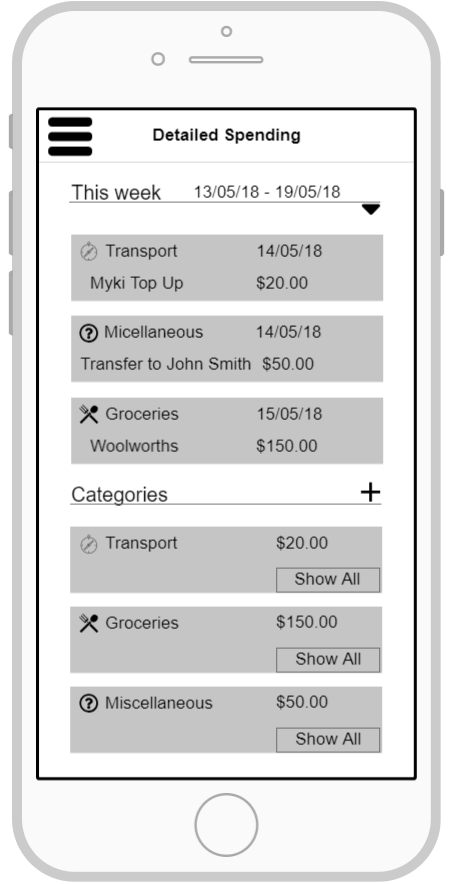 Detailed Spending
This week 13/05/18 - 19/05/18
Transport 14/05/18
Myki Top Up $20.00
Micellaneous 14/05/18
Transfer to John Smith $50.00
Groceries 15/05/18
Woolworths $150.00
Categories +
Transport $20.00
Show All
Groceries $150.00
Show All
Miscellaneous $50.00
Show All